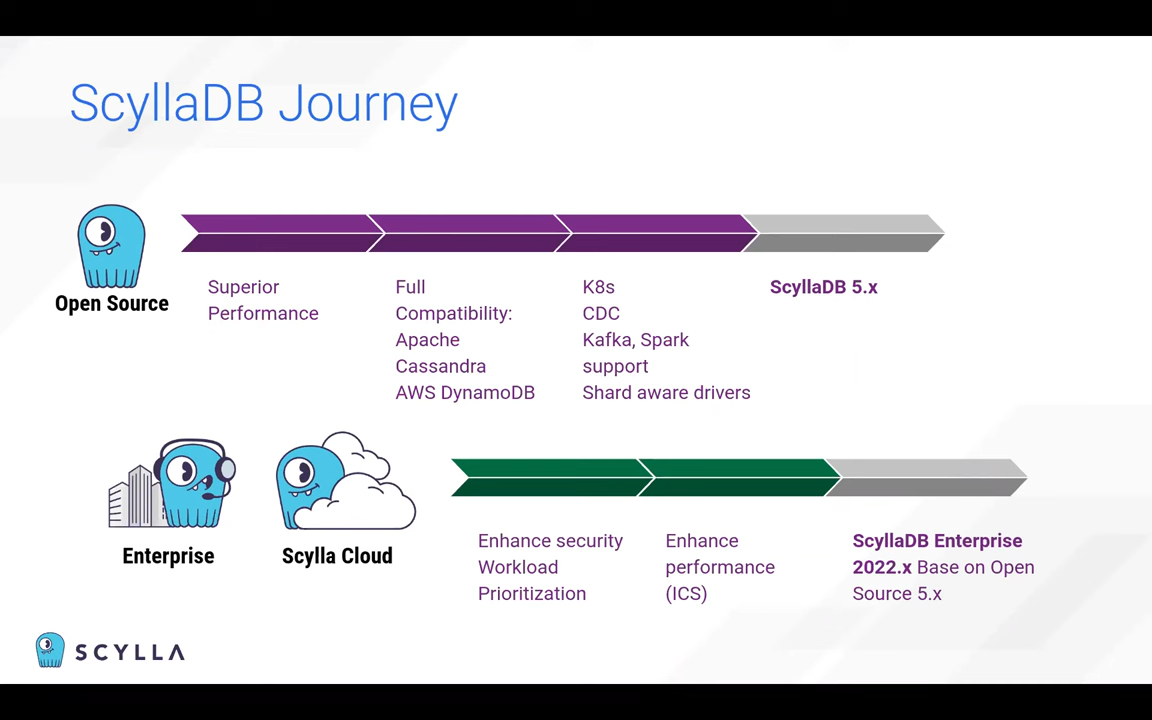 ScyllaDB Journey
Open Source
Superior
Performance
Full
Compatibility:
Apache
Cassandra
AWS DynamoDB
K8s
CDC
Kafka, Spark
support
Shard aware drivers
ScyllaDB 5.x
Enterprise
Scylla Cloud
Enhance security
Workload
Prioritization
Enhance
performance
(ICS)
ScyllaDB Enterprise
2022.x Base on Open
Source 5.x
SCYLLA